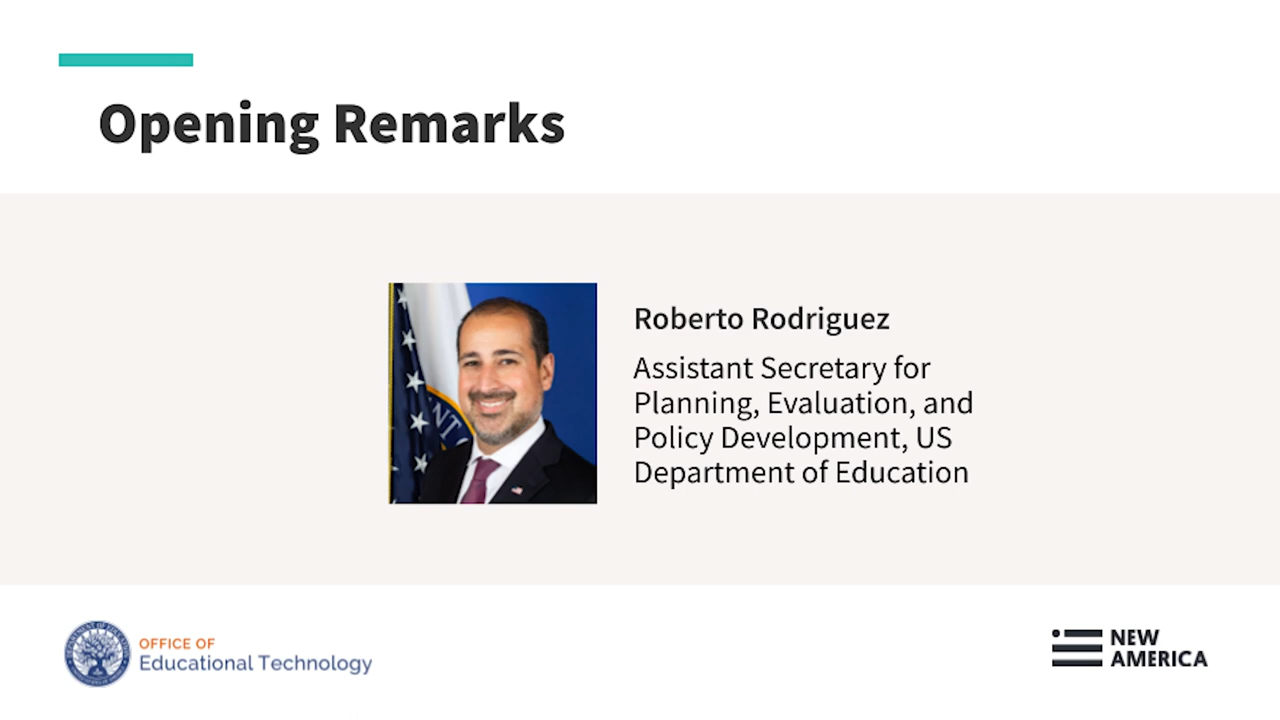 Opening Remarks
NT O
Roberto Rodriguez
Assistant Secretary for
Planning, Evaluation, and
Policy Development, US
Department of Education
OFFICE OF
Educational Technology
NEW
AMERICA